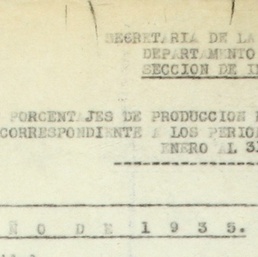 SECRETARIA DE LA
DEPARTAMENTO
SECCION DE I
PORCENTAJES DE PRODUCCION
CORRESPONDIENTE A LOS PERIO
ENERO AL 3
Ñ O D E 1 9 3 5.